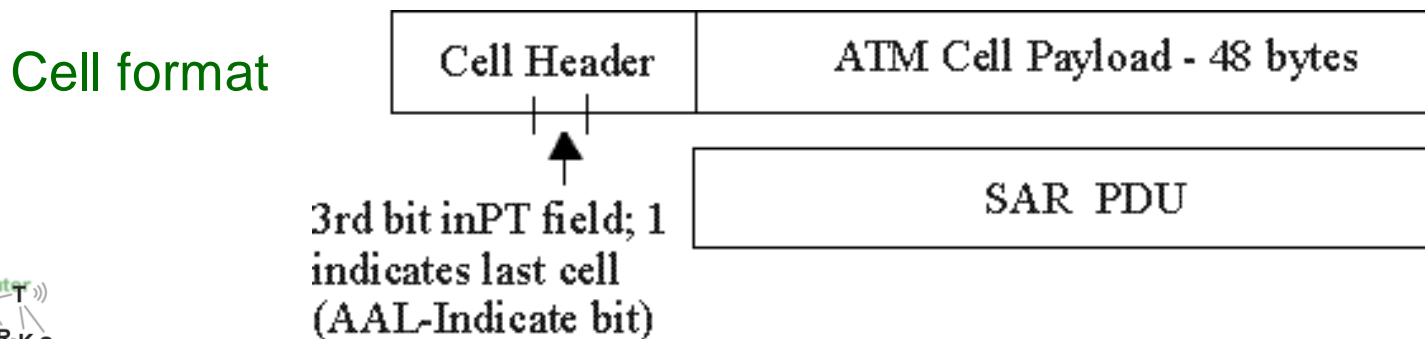 Cell format
Cell Header
ATM Cell Payload - 48 bytes
SAR PDU
3rd bit inPT field; 1
indicates last cell
(AAL-Indicate bit)
T